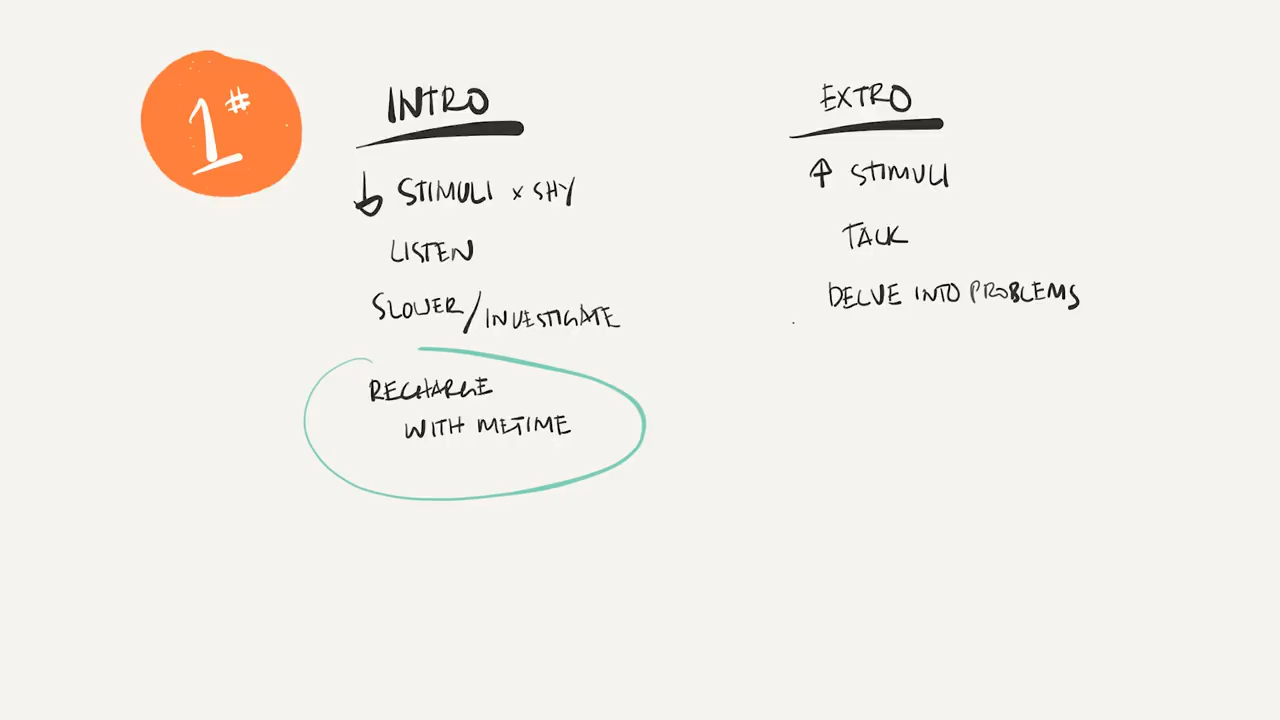 1#
INTRO
↓ STIMULI × SHY
LISTEN
SLOWER/INVESTIGATE
RECHARGE
WITH METIME
EXTRO
↑ STIMULI
TALK
DELVE INTO PROBLEMS